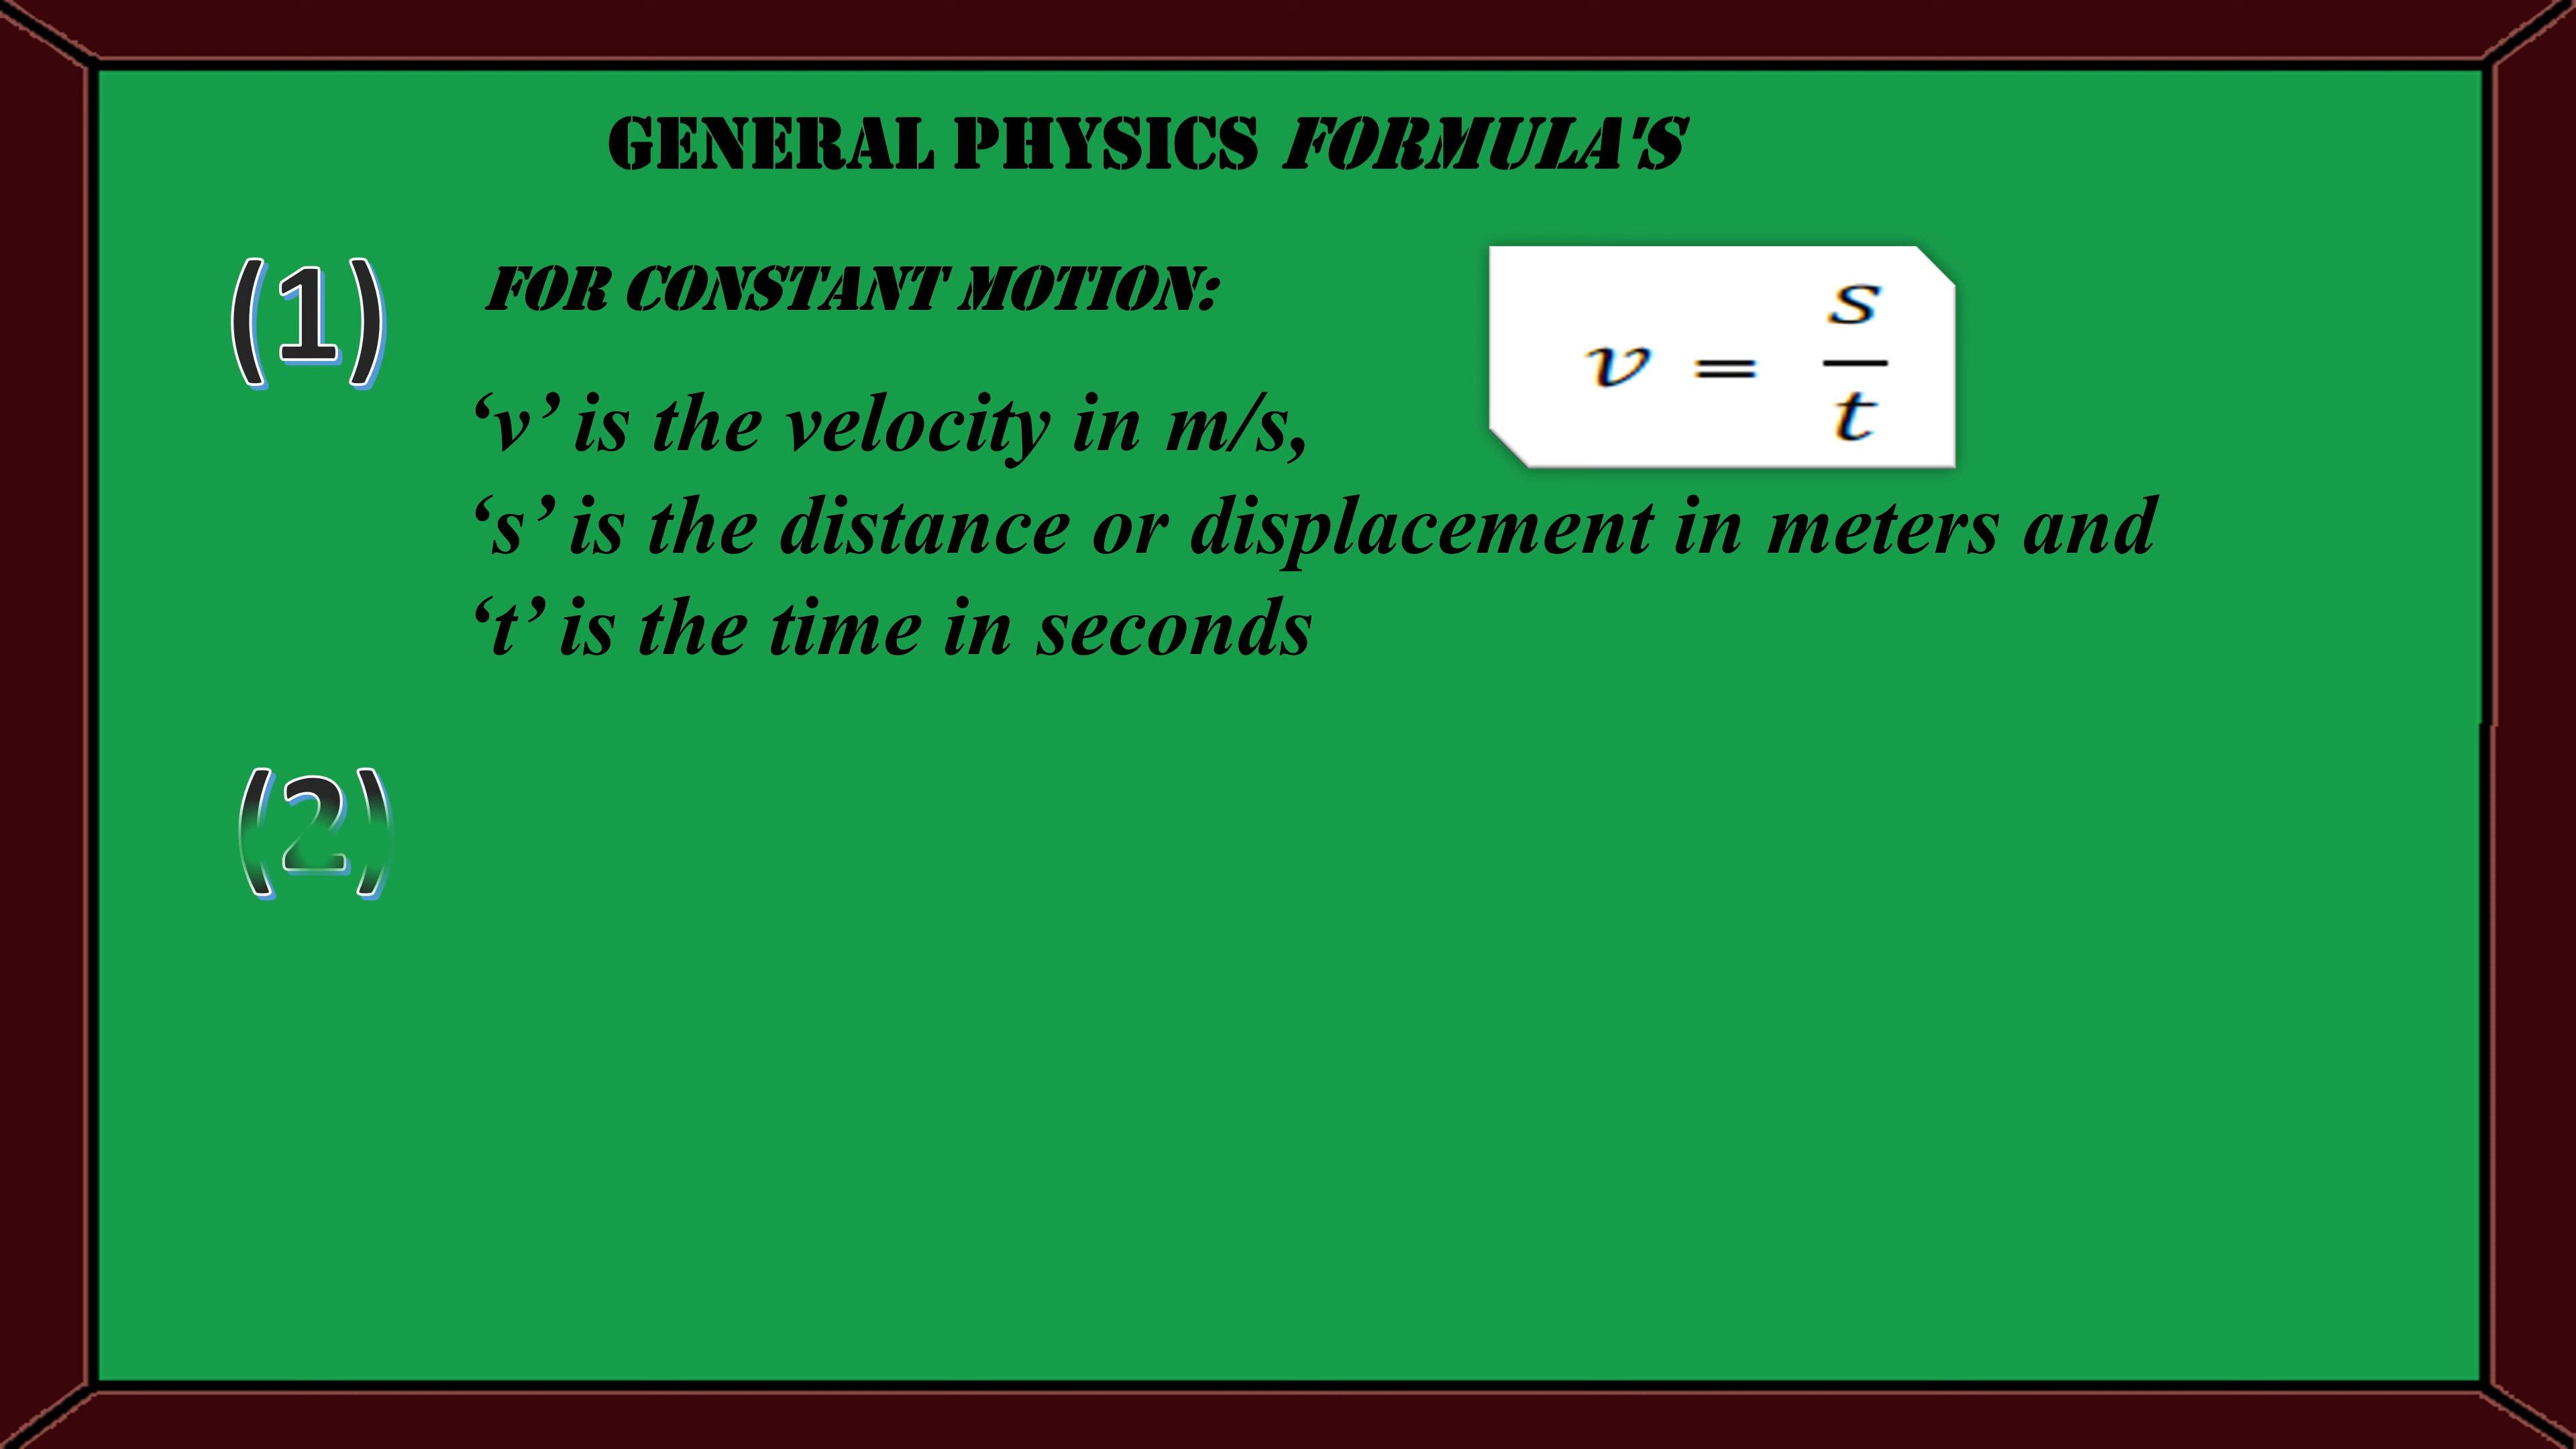 GENERAL PHYSICS FORMULA'S
(1) FOR CONSTANT MOTION:
v = s/t
‘v’ is the velocity in m/s,
‘s’ is the distance or displacement in meters and
‘t’ is the time in seconds
(2)